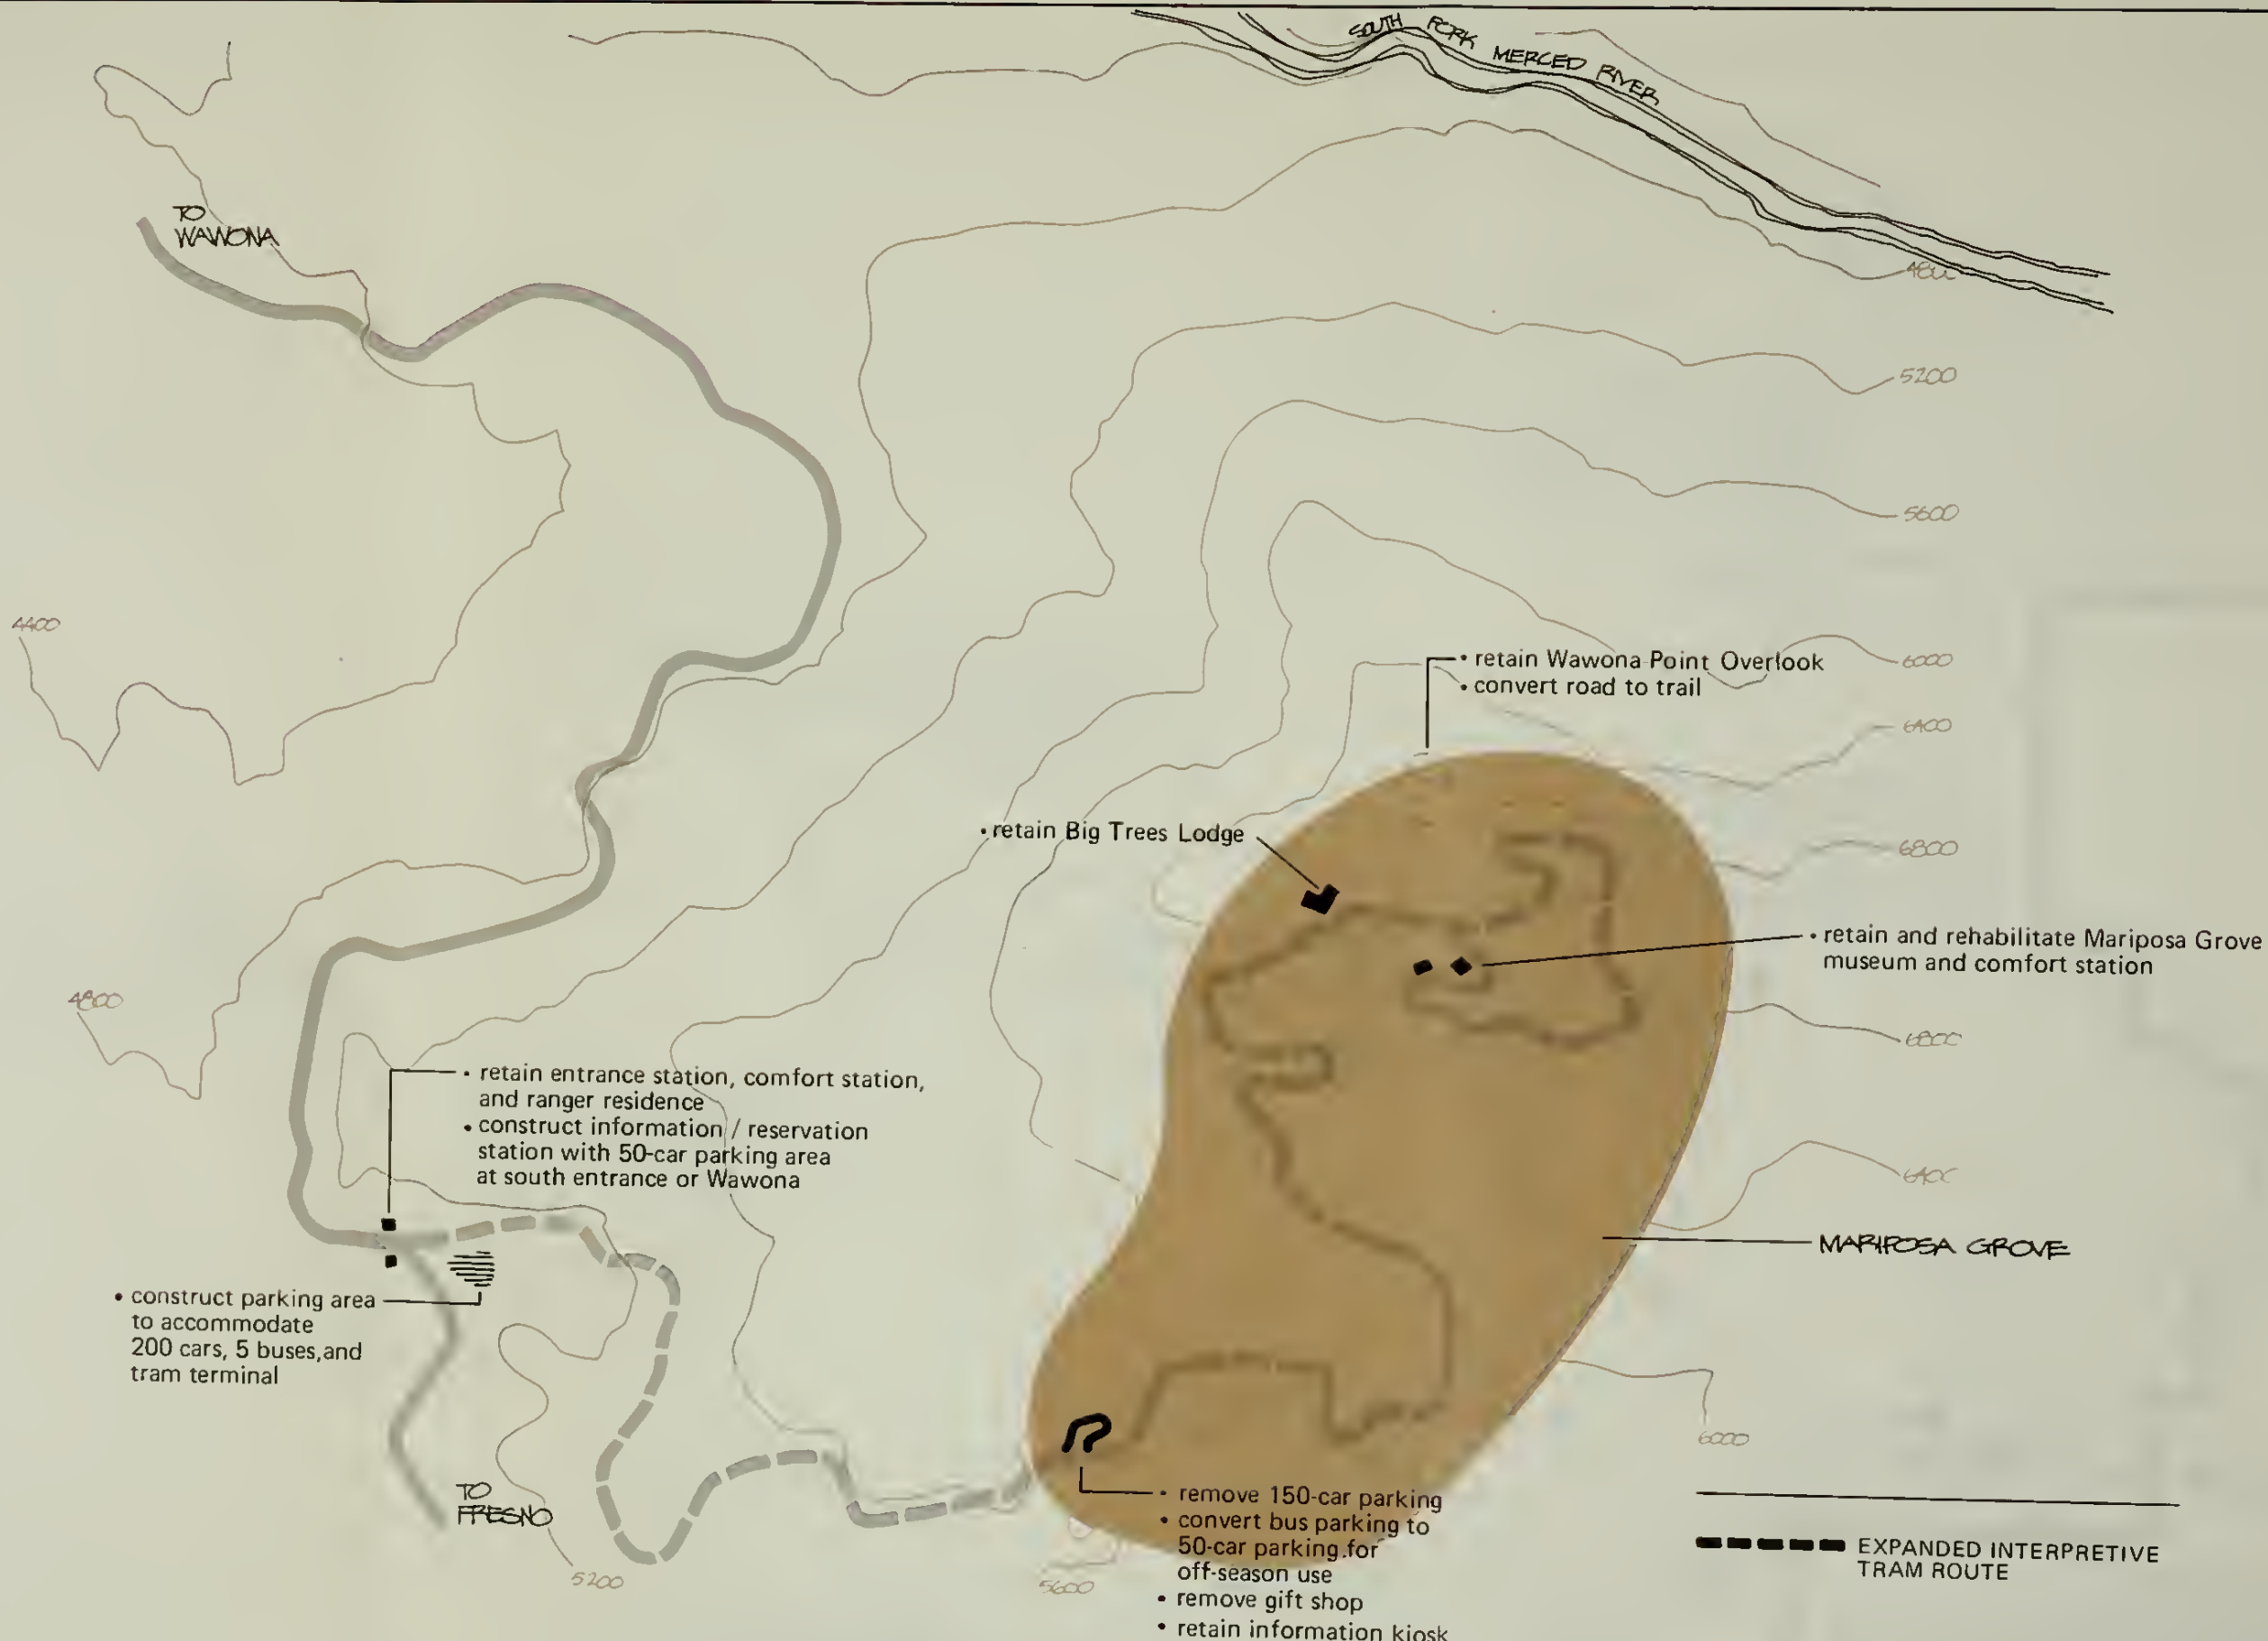 SOUTH FORK MERCED RIVER
TO
WAWONA
5200
5600
4400
• retain Wawona Point Overlook
• convert road to trail
6000
6400
• retain Big Trees Lodge
6800
• retain and rehabilitate Mariposa Grove
museum and comfort station
4800
• retain entrance station, comfort station,
and ranger residence
• construct information / reservation
station with 50-car parking area
at south entrance or Wawona
6400
MARIPOSA GROVE
• construct parking area
to accommodate
200 cars, 5 buses,and
tram terminal
6000
TO
FRESNO
• remove 150-car parking
• convert bus parking to
50-car parking for
off-season use
• remove gift shop
• retain information kiosk
EXPANDED INTERPRETIVE
TRAM ROUTE
5200
5600